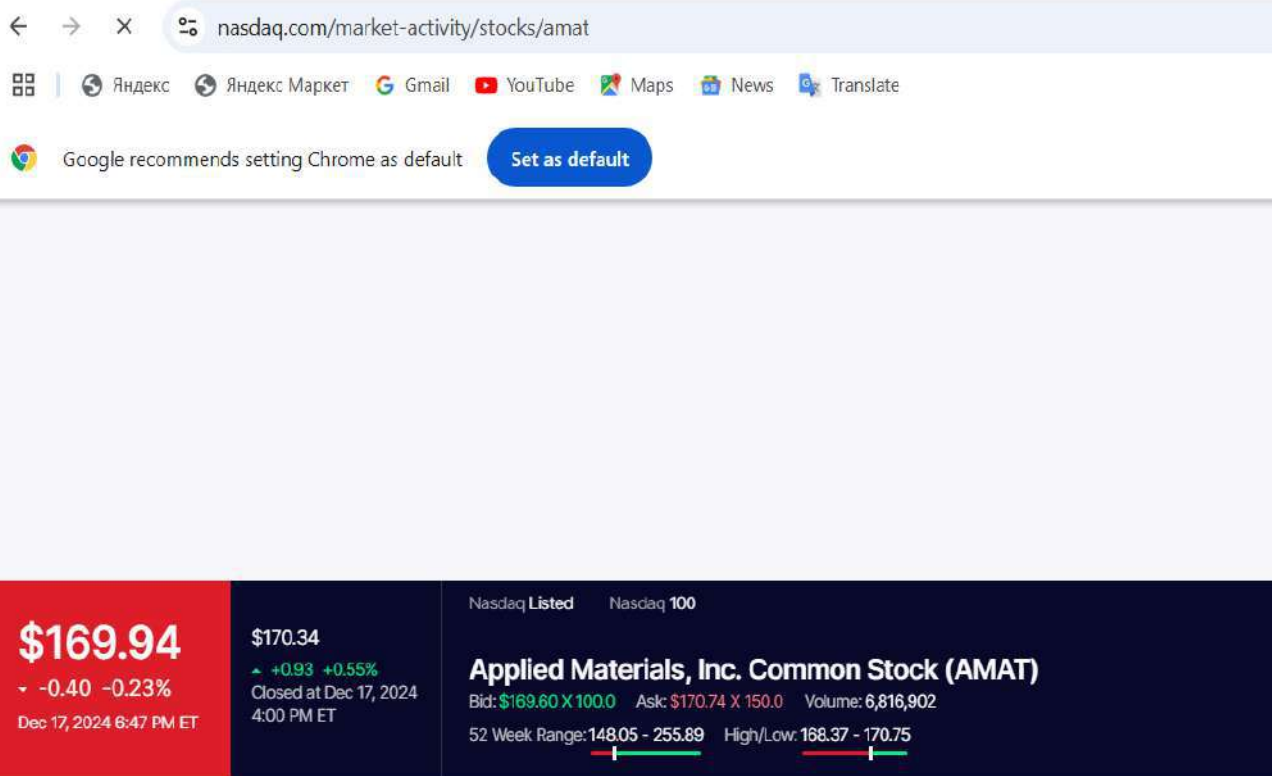 nasdaq.com/market-activity/stocks/amat
Яндекс Яндекс Маркет Gmail YouTube Maps News Translate
Google recommends setting Chrome as default Set as default
Nasdaq Listed Nasdaq 100
$169.94
-0.40 -0.23%
Dec 17, 2024 6:47 PM ET
$170.34
+0.93 +0.55%
Closed at Dec 17, 2024
4:00 PM ET
Applied Materials, Inc. Common Stock (AMAT)
Bid: $169.60 X 100.0 Ask: $170.74 X 150.0 Volume: 6,816,902
52 Week Range: 148.05 - 255.89 High/Low: 168.37 - 170.75